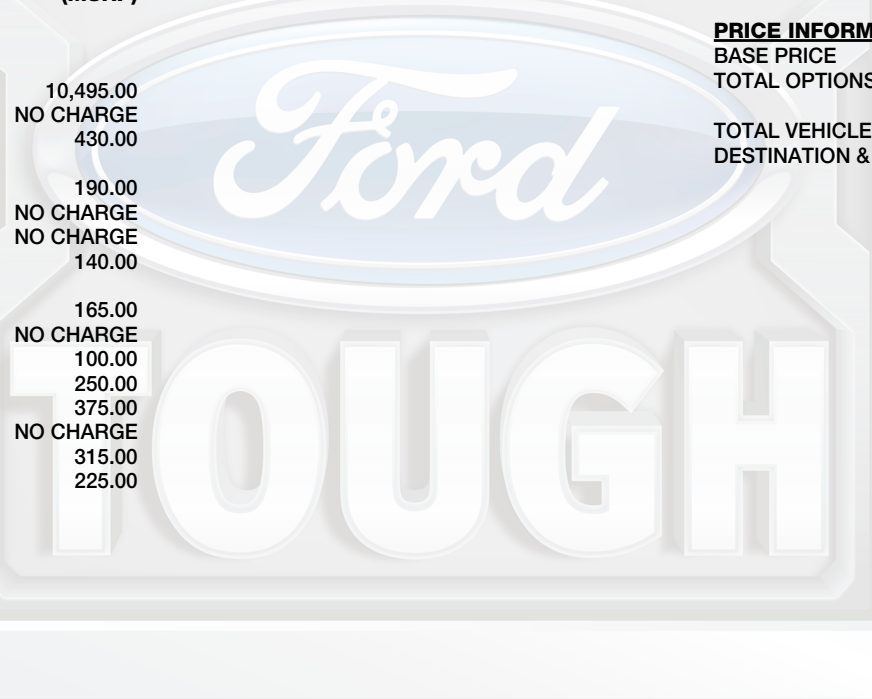 10,495.00
NO CHARGE
430.00
190.00
NO CHARGE
NO CHARGE
140.00
165.00
NO CHARGE
100.00
250.00
375.00
NO CHARGE
315.00
225.00
PRICE INFORM
BASE PRICE
TOTAL OPTIONS
TOTAL VEHICLE
DESTINATION &
Ford
TOUGH